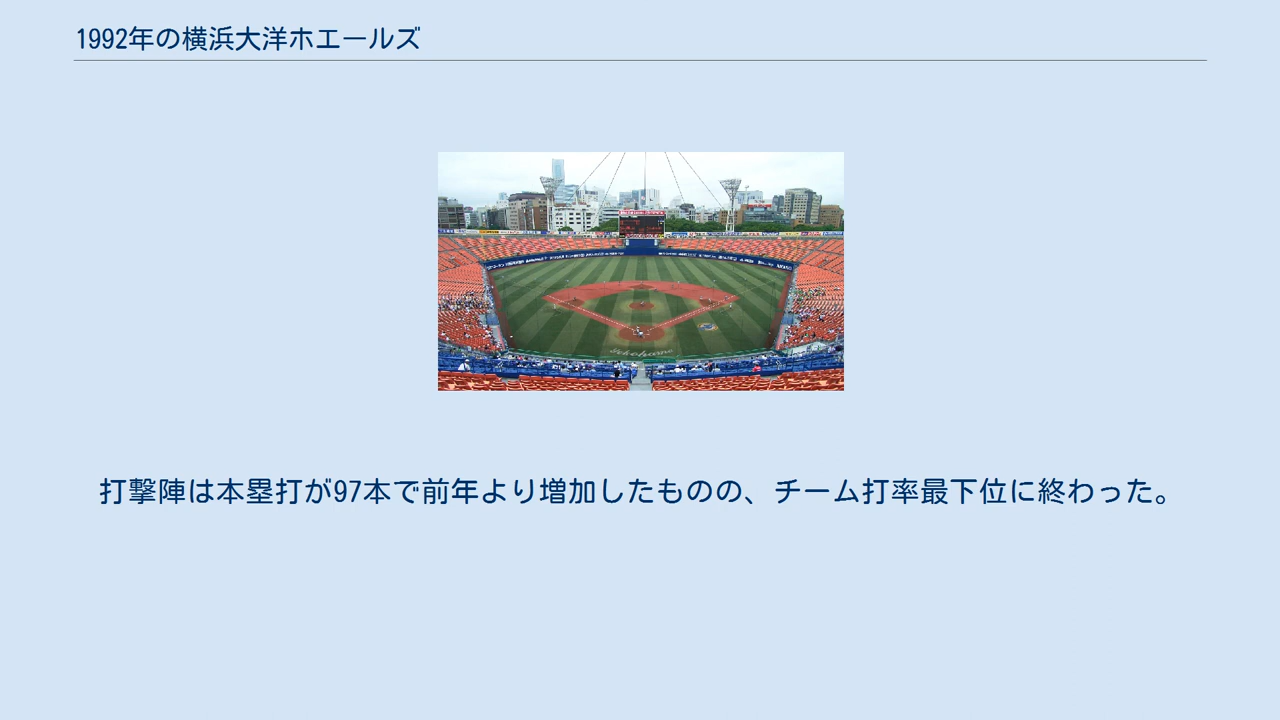 1992年の横浜大洋ホエールズ
Yokohama
打撃陣は本塁打が97本で前年より増加したものの、チーム打率最下位に終わった。